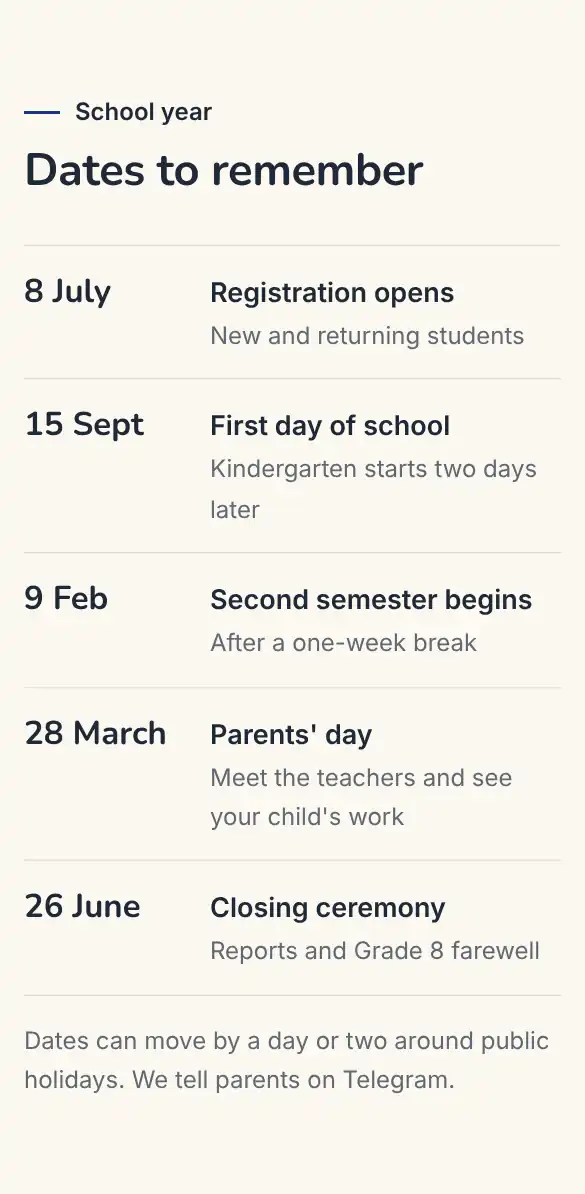 School year
Dates to remember
8 July
Registration opens
New and returning students
15 Sept
First day of school
Kindergarten starts two days
later
9 Feb
Second semester begins
After a one-week break
28 March
Parents' day
Meet the teachers and see
your child's work
26 June
Closing ceremony
Reports and Grade 8 farewell
Dates can move by a day or two around public
holidays. We tell parents on Telegram.